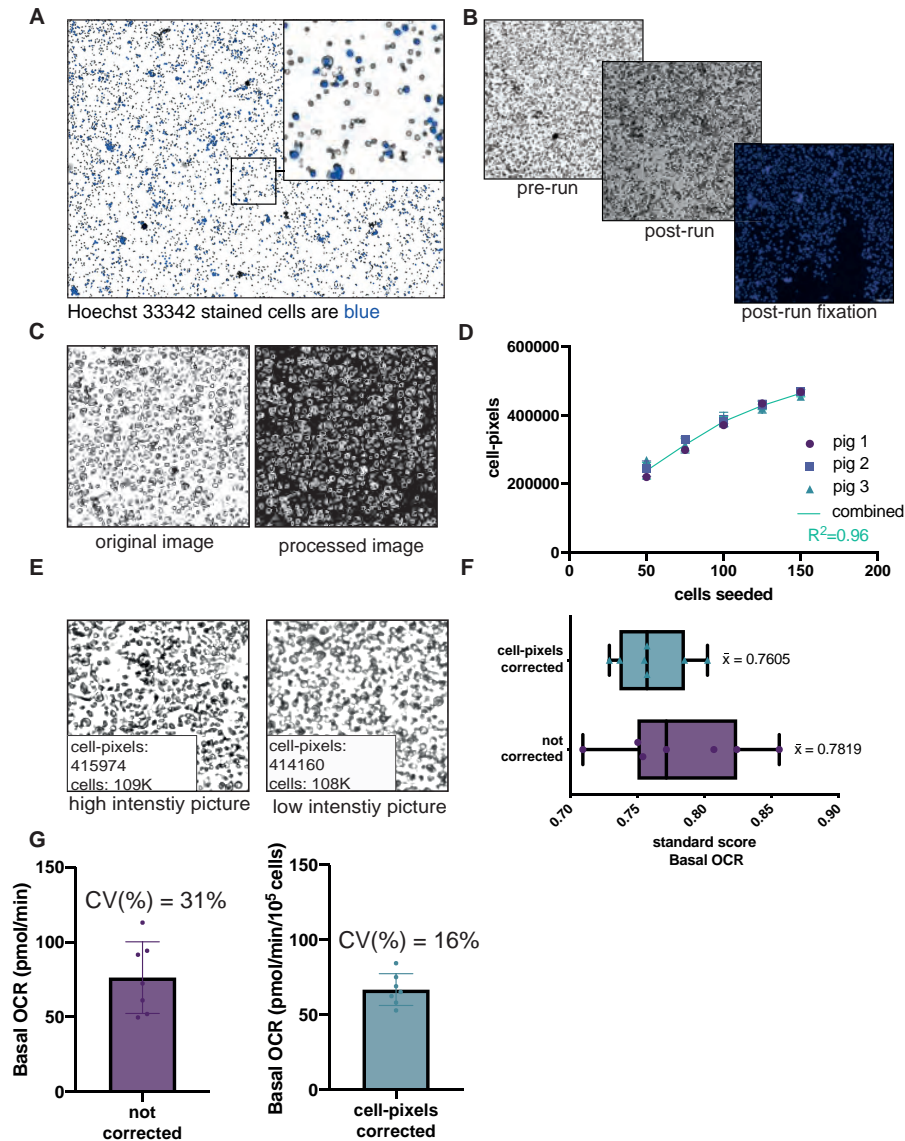 A
Hoechst 33342 stained cells are blue
B
pre-run
post-run
post-run fixation
C
original image
processed image
D
600000
400000
200000
0
cell-pixels
0
50
100
150
200
cells seeded
pig 1
pig 2
pig 3
combined
R²=0.96
E
cell-pixels:
415974
cells: 109K
high intenstiy picture
cell-pixels:
414160
cells: 108K
low intenstiy picture
F
cell-pixels
corrected
x̄ = 0.7605
not
corrected
x̄ = 0.7819
0.70
0.75
0.80
0.85
0.90
standard score
Basal OCR
G
Basal OCR (pmol/min)
150
100
50
0
CV(%) = 31%
not
corrected
Basal OCR (pmol/min/10⁵ cells)
150
100
50
0
CV(%) = 16%
cell-pixels
corrected